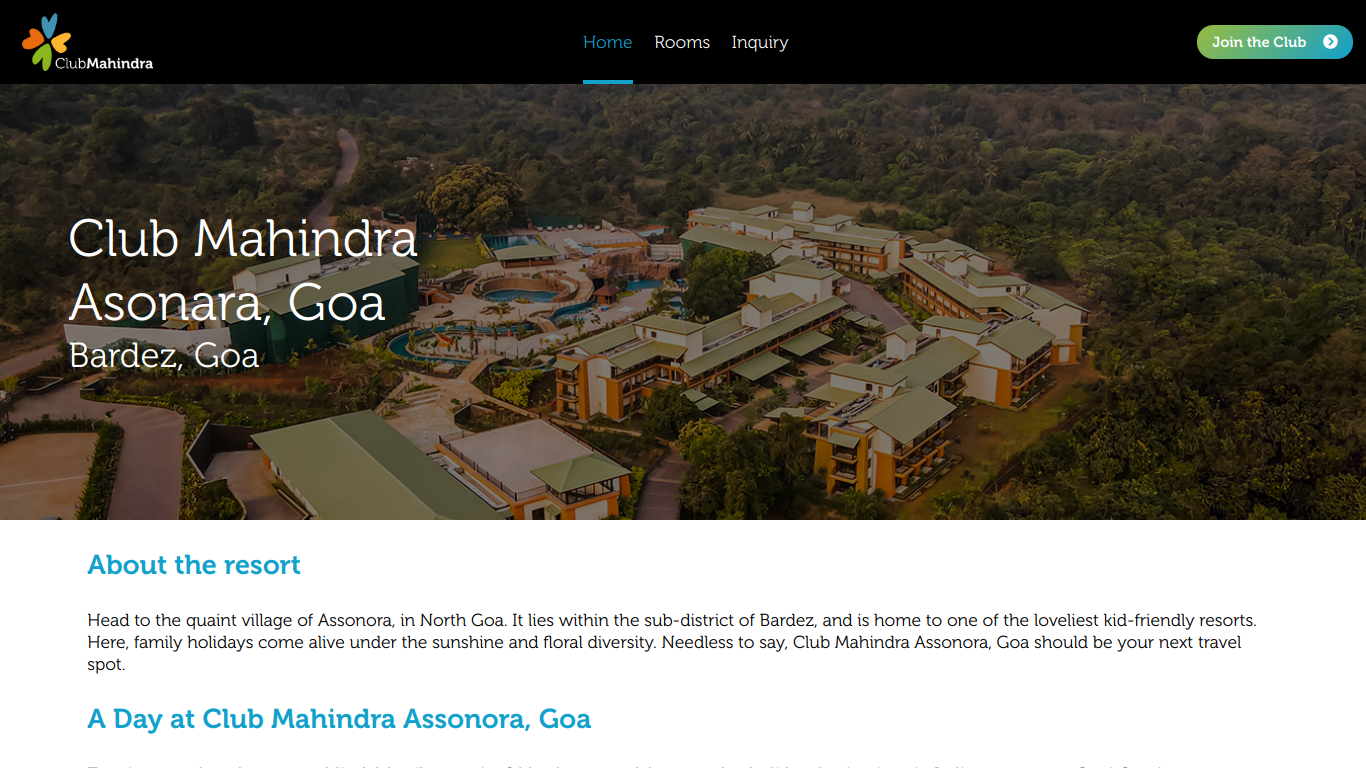 ClubMahindra
Home Rooms Inquiry
Join the Club
Club Mahindra
Asonara, Goa
Bardez, Goa
About the resort
Head to the quaint village of Assonora, in North Goa. It lies within the sub-district of Bardez, and is home to one of the loveliest kid-friendly resorts.
Here, family holidays come alive under the sunshine and floral diversity. Needless to say, Club Mahindra Assonora, Goa should be your next travel
spot.
A Day at Club Mahindra Assonora, Goa